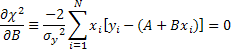 ∂χ²/∂B ≡ −2/σ_y² ∑_{i=1}^{N} x_i[y_i − (A + Bx_i)] = 0